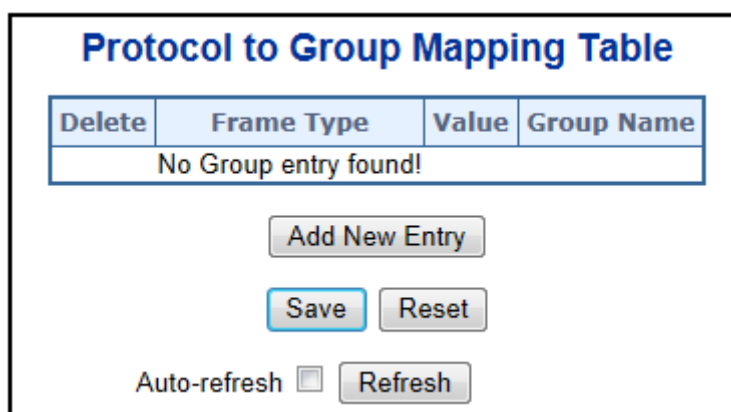 Protocol to Group Mapping Table
Delete Frame Type Value Group Name
No Group entry found!
Add New Entry
Save Reset
Auto-refresh Refresh